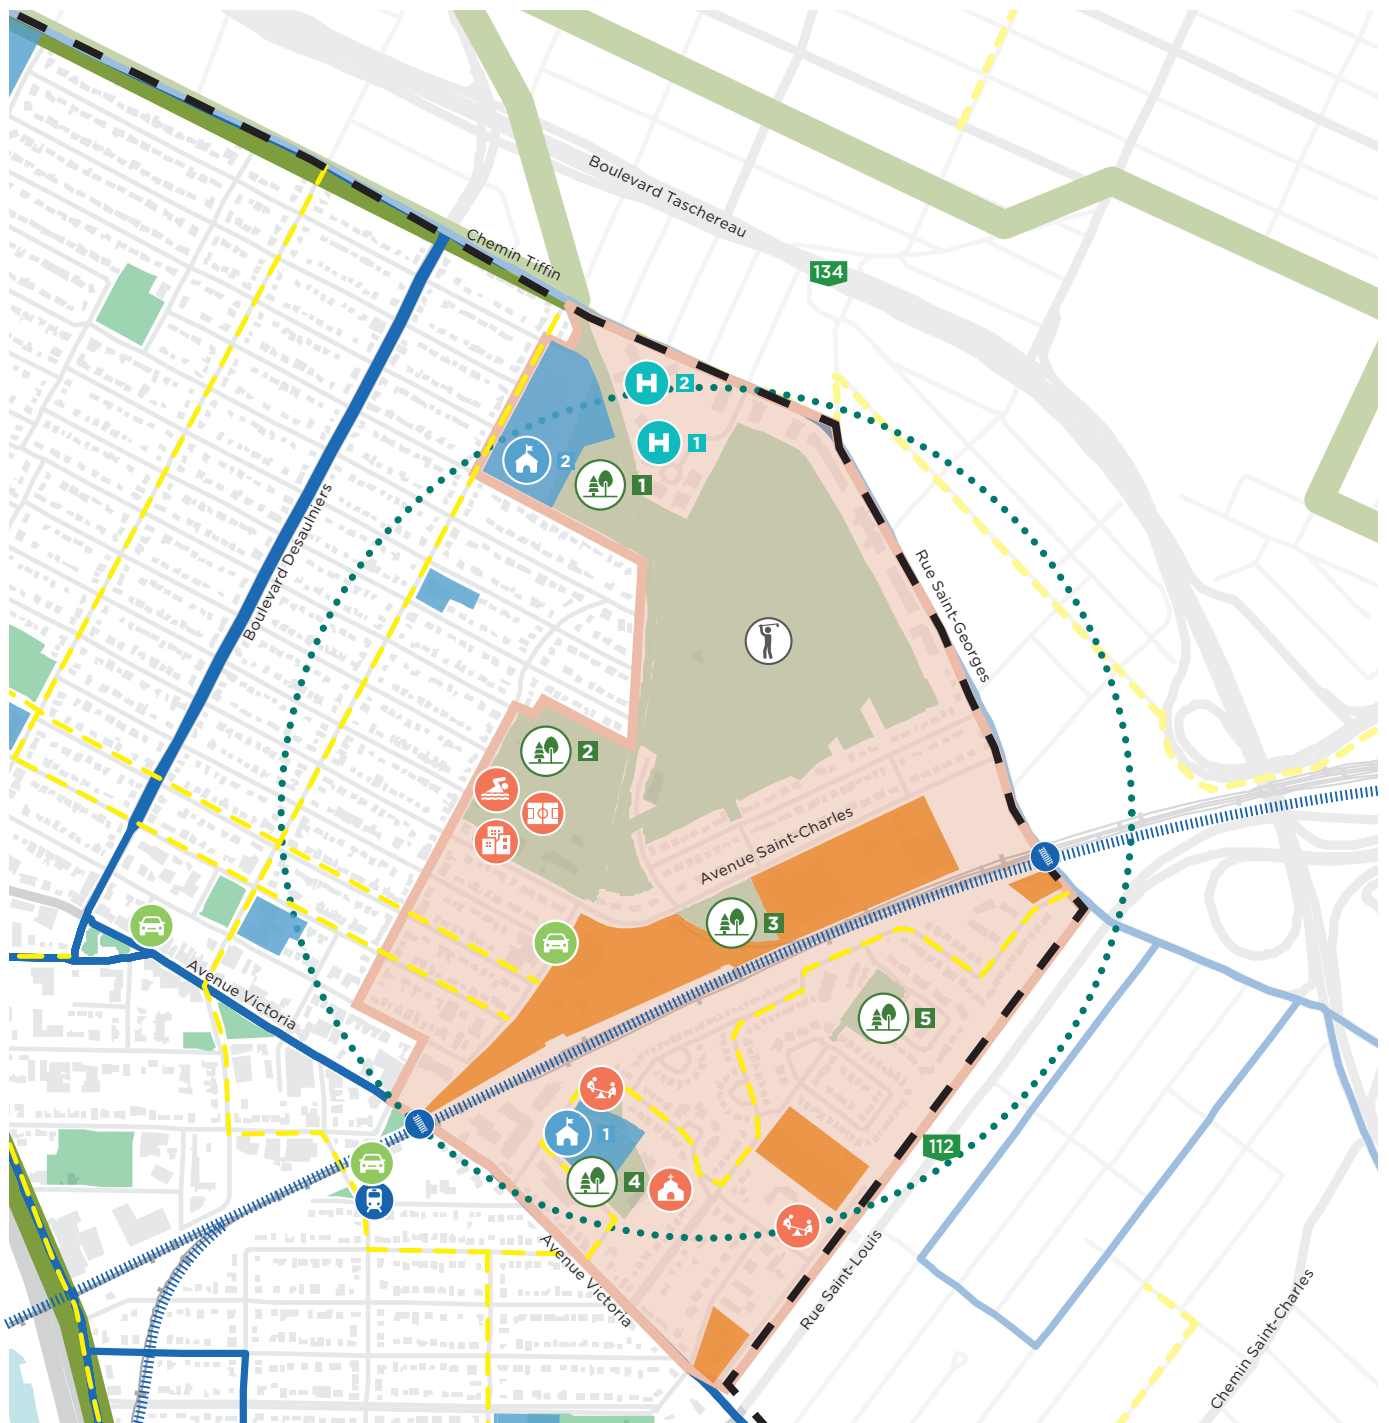 Boulevard Taschereau
Chemin Tiffin
134
H 2
H 1
2
1
Boulevard Desaulniers
Rue Saint-Georges
2
Avenue Saint-Charles
3
Avenue Victoria
5
1
112
4
Avenue Victoria
Rue Saint-Louis
Chemin Saint-Charles